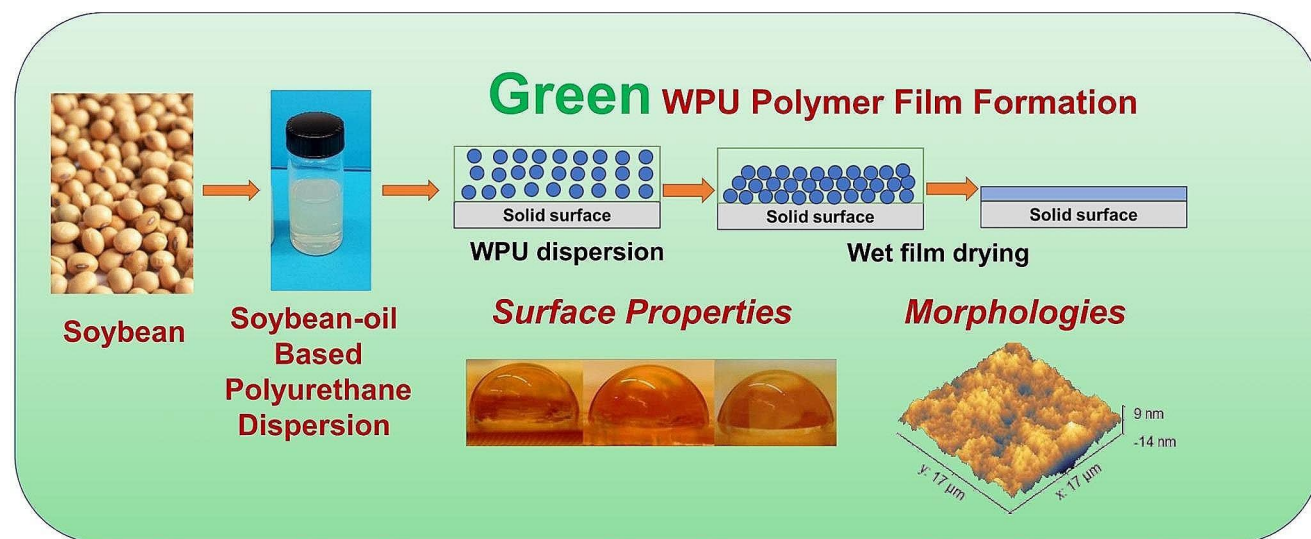 Green WPU Polymer Film Formation
Solid surface
Solid surface
Solid surface
WPU dispersion
Wet film drying
Soybean
Soybean-oil
Based
Polyurethane
Dispersion
Surface Properties
Morphologies
9 nm
-14 nm
y: 17 µm
x: 17 µm